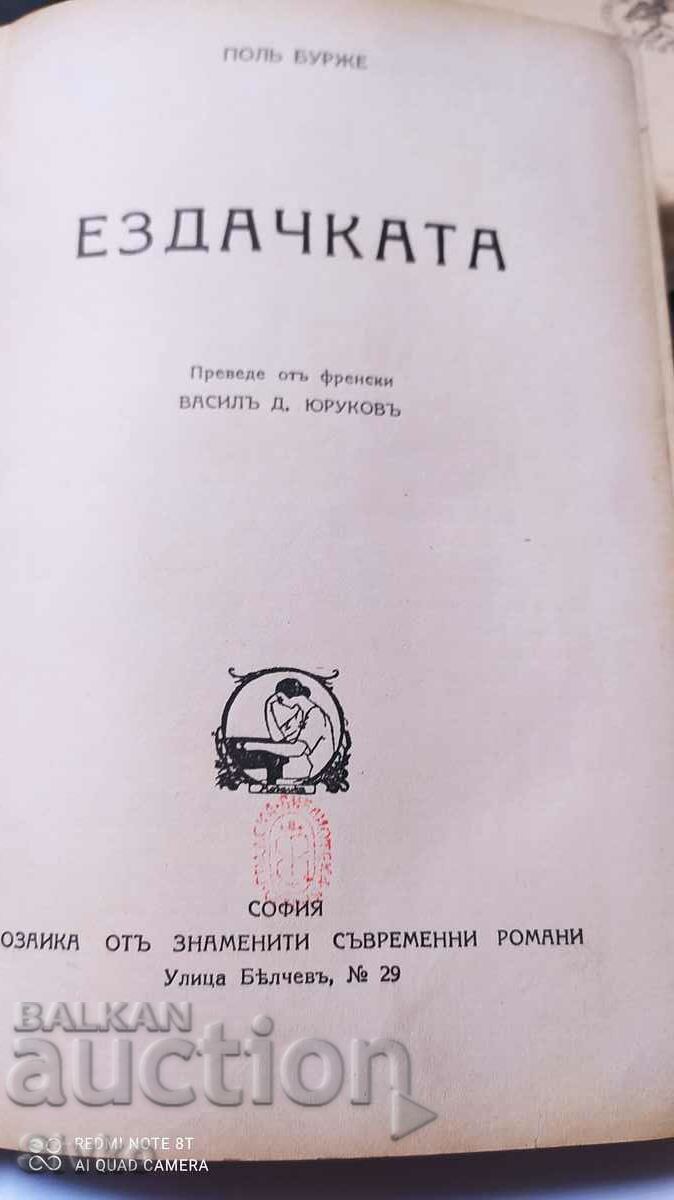 ПОЛЬ БУРЖЕ
ЕЗДАЧКАТА
Преведе отъ френски
ВАСИЛЪ Д. ЮРУКОВЪ
СОФИЯ
ОЗАИКА ОТЪ ЗНАМЕНИТИ СЪВРЕМЕННИ РОМАНИ
Улица Бѣлчевъ, № 29
BALKAN
auction
REDMI NOTE 8T
AI QUAD CAMERA